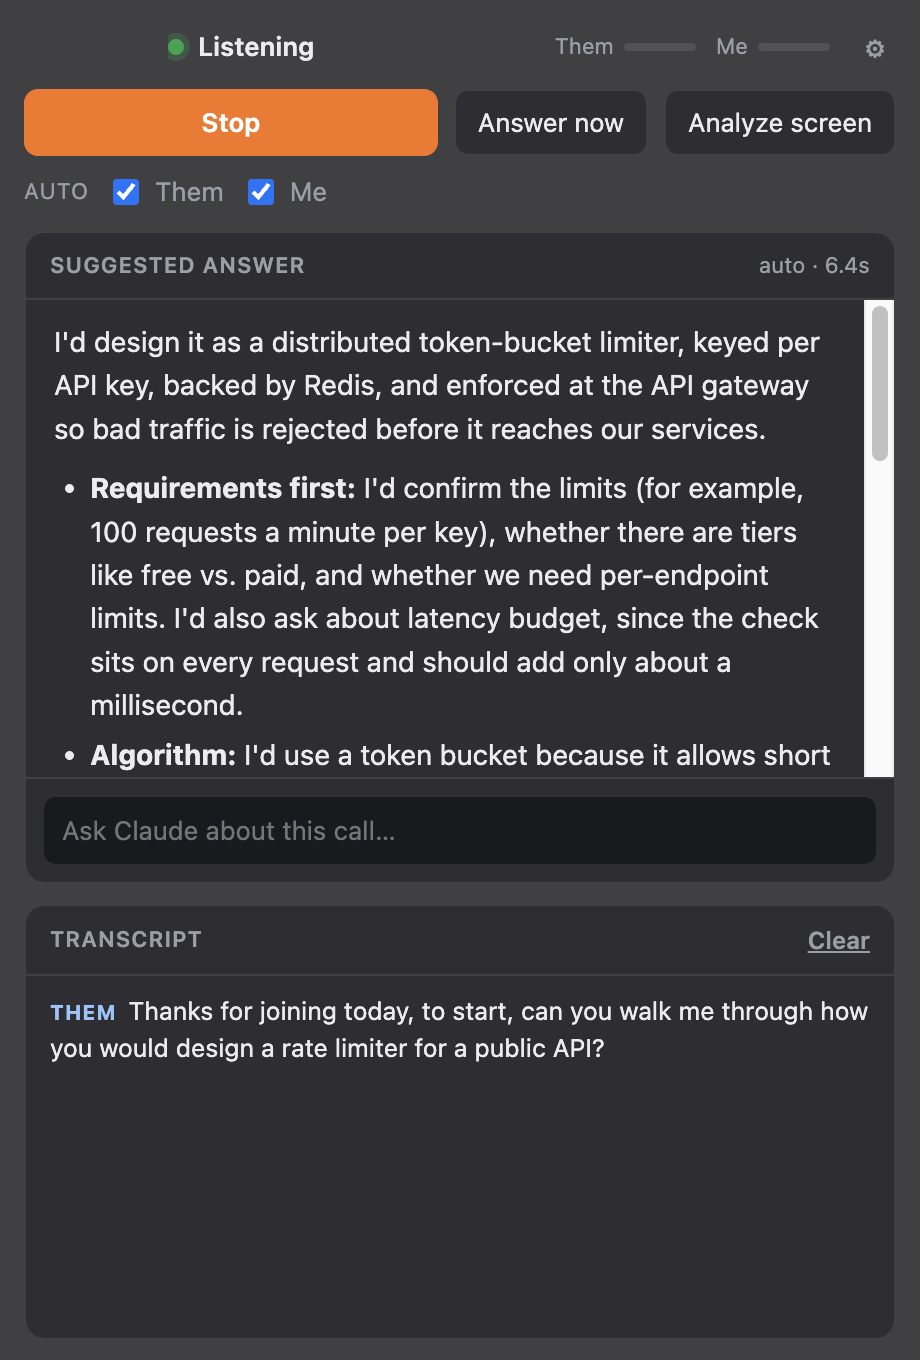 Listening Them Me
Stop Answer now Analyze screen
AUTO Them Me
SUGGESTED ANSWER auto · 6.4s
I'd design it as a distributed token-bucket limiter, keyed per
API key, backed by Redis, and enforced at the API gateway
so bad traffic is rejected before it reaches our services.
• Requirements first: I'd confirm the limits (for example,
100 requests a minute per key), whether there are tiers
like free vs. paid, and whether we need per-endpoint
limits. I'd also ask about latency budget, since the check
sits on every request and should add only about a
millisecond.
• Algorithm: I'd use a token bucket because it allows short
Ask Claude about this call...
TRANSCRIPT Clear
THEM Thanks for joining today, to start, can you walk me through how
you would design a rate limiter for a public API?